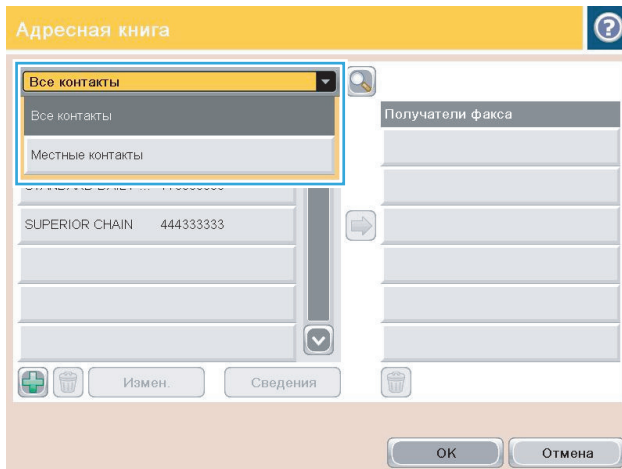 Адресная книга
?
Все контакты
Все контакты
Местные контакты
Получатели факса
SUPERIOR CHAIN 444333333
Измен.
Сведения
OK
Отмена